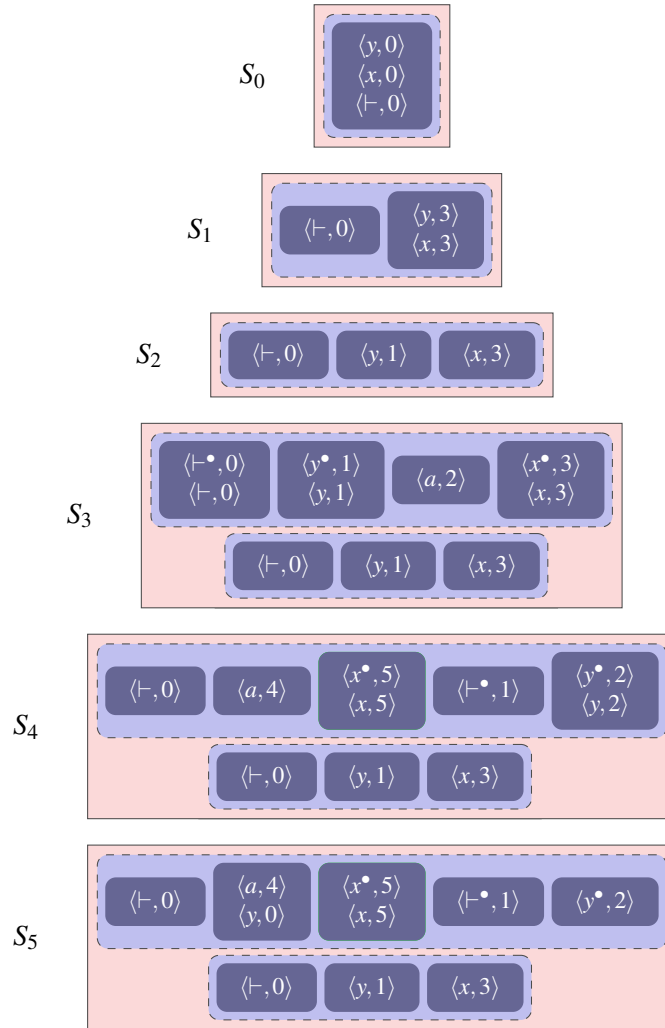 S₀
⟨y, 0⟩
⟨x, 0⟩
⟨⊢, 0⟩
S₁
⟨⊢, 0⟩
⟨y, 3⟩
⟨x, 3⟩
S₂
⟨⊢, 0⟩ ⟨y, 1⟩ ⟨x, 3⟩
S₃
⟨⊢•, 0⟩
⟨⊢, 0⟩
⟨y•, 1⟩
⟨y, 1⟩
⟨a, 2⟩
⟨x•, 3⟩
⟨x, 3⟩
⟨⊢, 0⟩ ⟨y, 1⟩ ⟨x, 3⟩
S₄
⟨⊢, 0⟩
⟨a, 4⟩
⟨x•, 5⟩
⟨x, 5⟩
⟨⊢•, 1⟩
⟨y•, 2⟩
⟨y, 2⟩
⟨⊢, 0⟩ ⟨y, 1⟩ ⟨x, 3⟩
S₅
⟨⊢, 0⟩
⟨a, 4⟩
⟨y, 0⟩
⟨x•, 5⟩
⟨x, 5⟩
⟨⊢•, 1⟩
⟨y•, 2⟩
⟨⊢, 0⟩ ⟨y, 1⟩ ⟨x, 3⟩